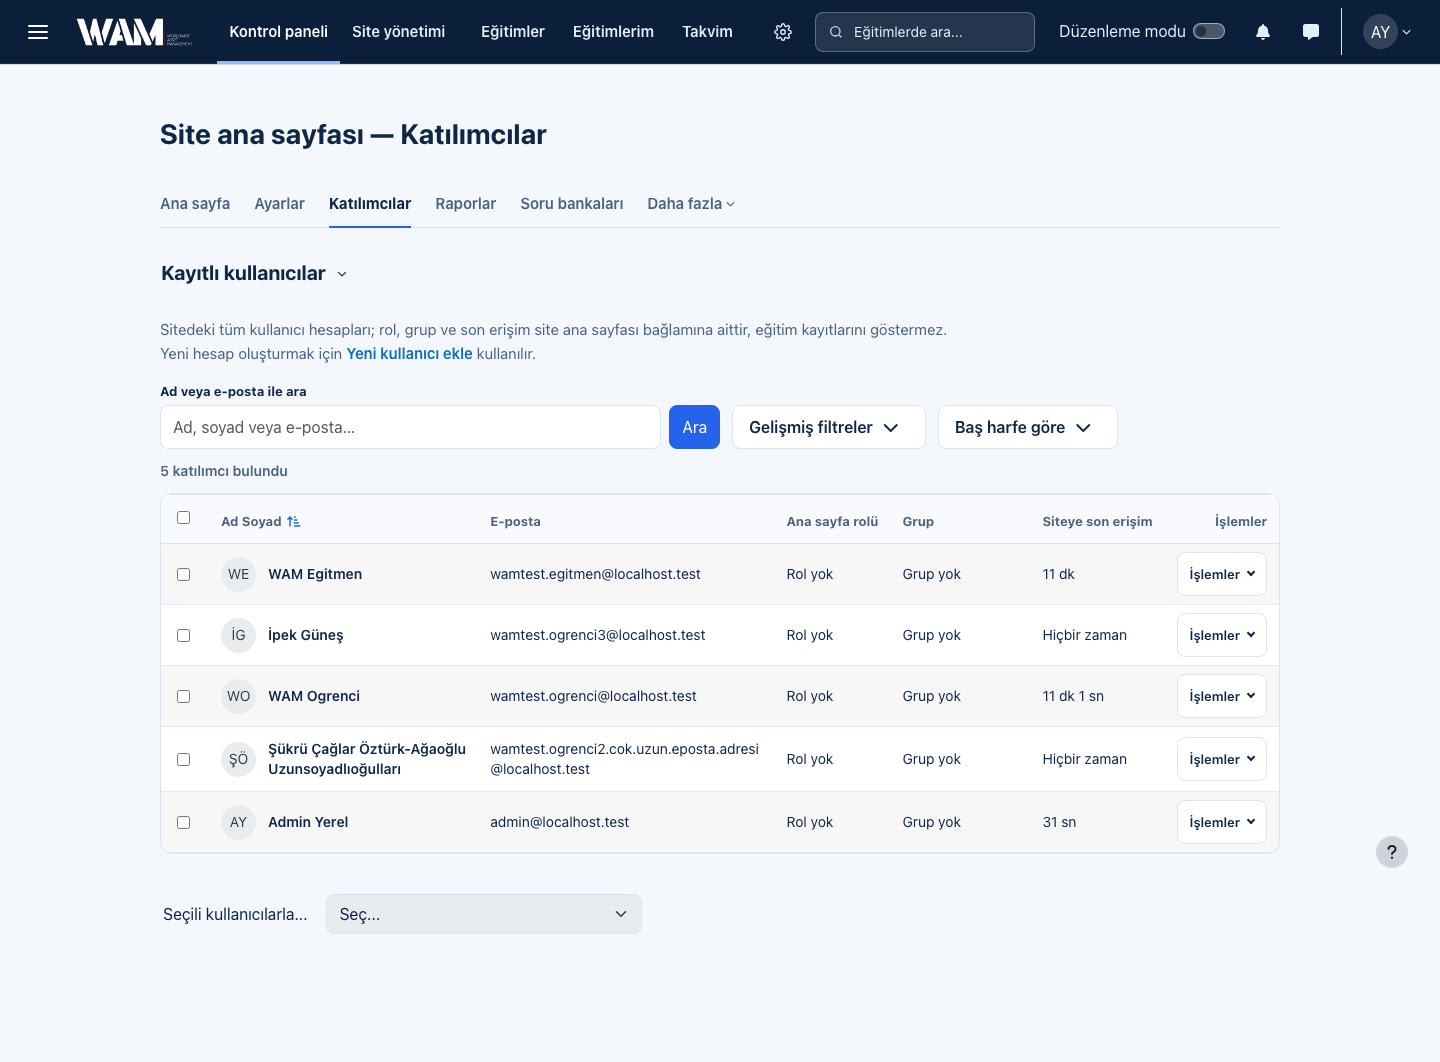 WAM
Kontrol paneli
Site yönetimi
Eğitimler
Eğitimlerim
Takvim
Eğitimlerde ara...
Düzenleme modu
AY
Site ana sayfası — Katılımcılar
Ana sayfa
Ayarlar
Katılımcılar
Raporlar
Soru bankaları
Daha fazla
Kayıtlı kullanıcılar
Sitedeki tüm kullanıcı hesapları; rol, grup ve son erişim site ana sayfası bağlamına aittir, eğitim kayıtlarını göstermez.
Yeni hesap oluşturmak için Yeni kullanıcı ekle kullanılır.
Ad veya e-posta ile ara
Ad, soyad veya e-posta...
Ara
Gelişmiş filtreler
Baş harfe göre
5 katılımcı bulundu
Ad Soyad E-posta Ana sayfa rolü Grup Siteye son erişim İşlemler
WE WAM Egitmen wamtest.egitmen@localhost.test Rol yok Grup yok 11 dk İşlemler
İG İpek Güneş wamtest.ogrenci3@localhost.test Rol yok Grup yok Hiçbir zaman İşlemler
WO WAM Ogrenci wamtest.ogrenci@localhost.test Rol yok Grup yok 11 dk 1 sn İşlemler
ŞÖ Şükrü Çağlar Öztürk-Ağaoğlu wamtest.ogrenci2.cok.uzun.eposta.adresi Rol yok Grup yok Hiçbir zaman İşlemler
Uzunsoyadlıoğulları @localhost.test
AY Admin Yerel admin@localhost.test Rol yok Grup yok 31 sn İşlemler
?
Seçili kullanıcılarla...
Seç...